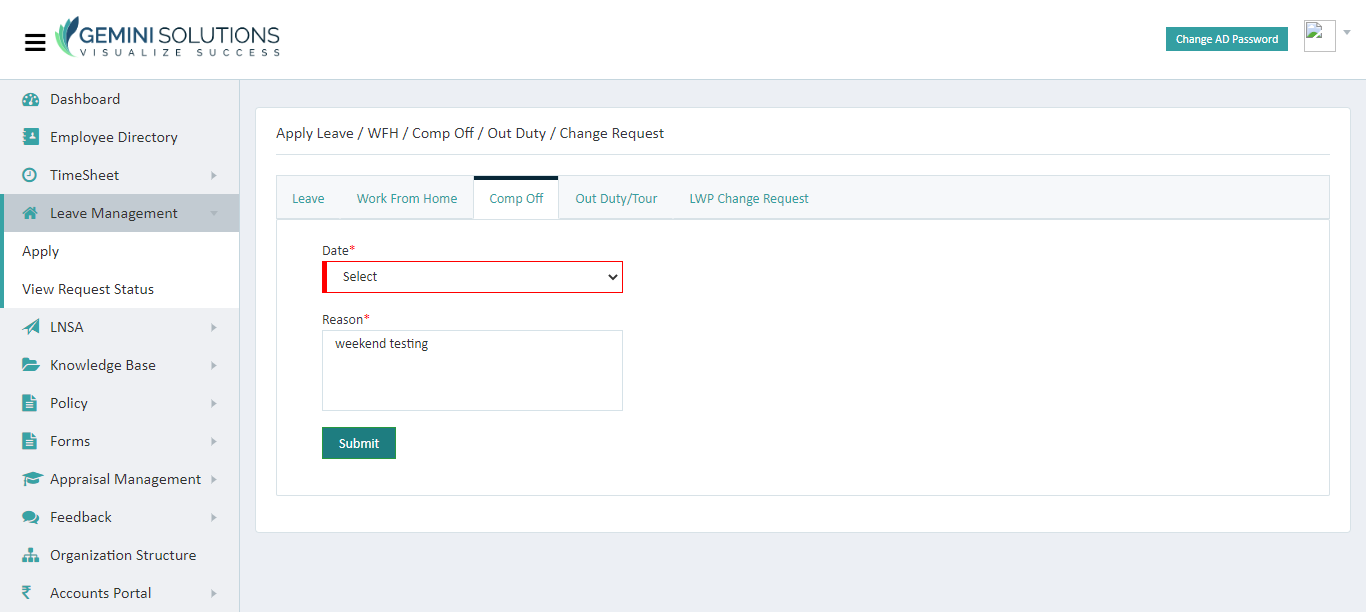 GEMINI SOLUTIONS
VISUALIZE SUCCESS
Change AD Password
Dashboard
Employee Directory
TimeSheet
Leave Management
Apply
View Request Status
LNSA
Knowledge Base
Policy
Forms
Appraisal Management
Feedback
Organization Structure
₹ Accounts Portal
Apply Leave / WFH / Comp Off / Out Duty / Change Request
Leave Work From Home Comp Off Out Duty/Tour LWP Change Request
Date*
Select
Reason*
weekend testing
Submit